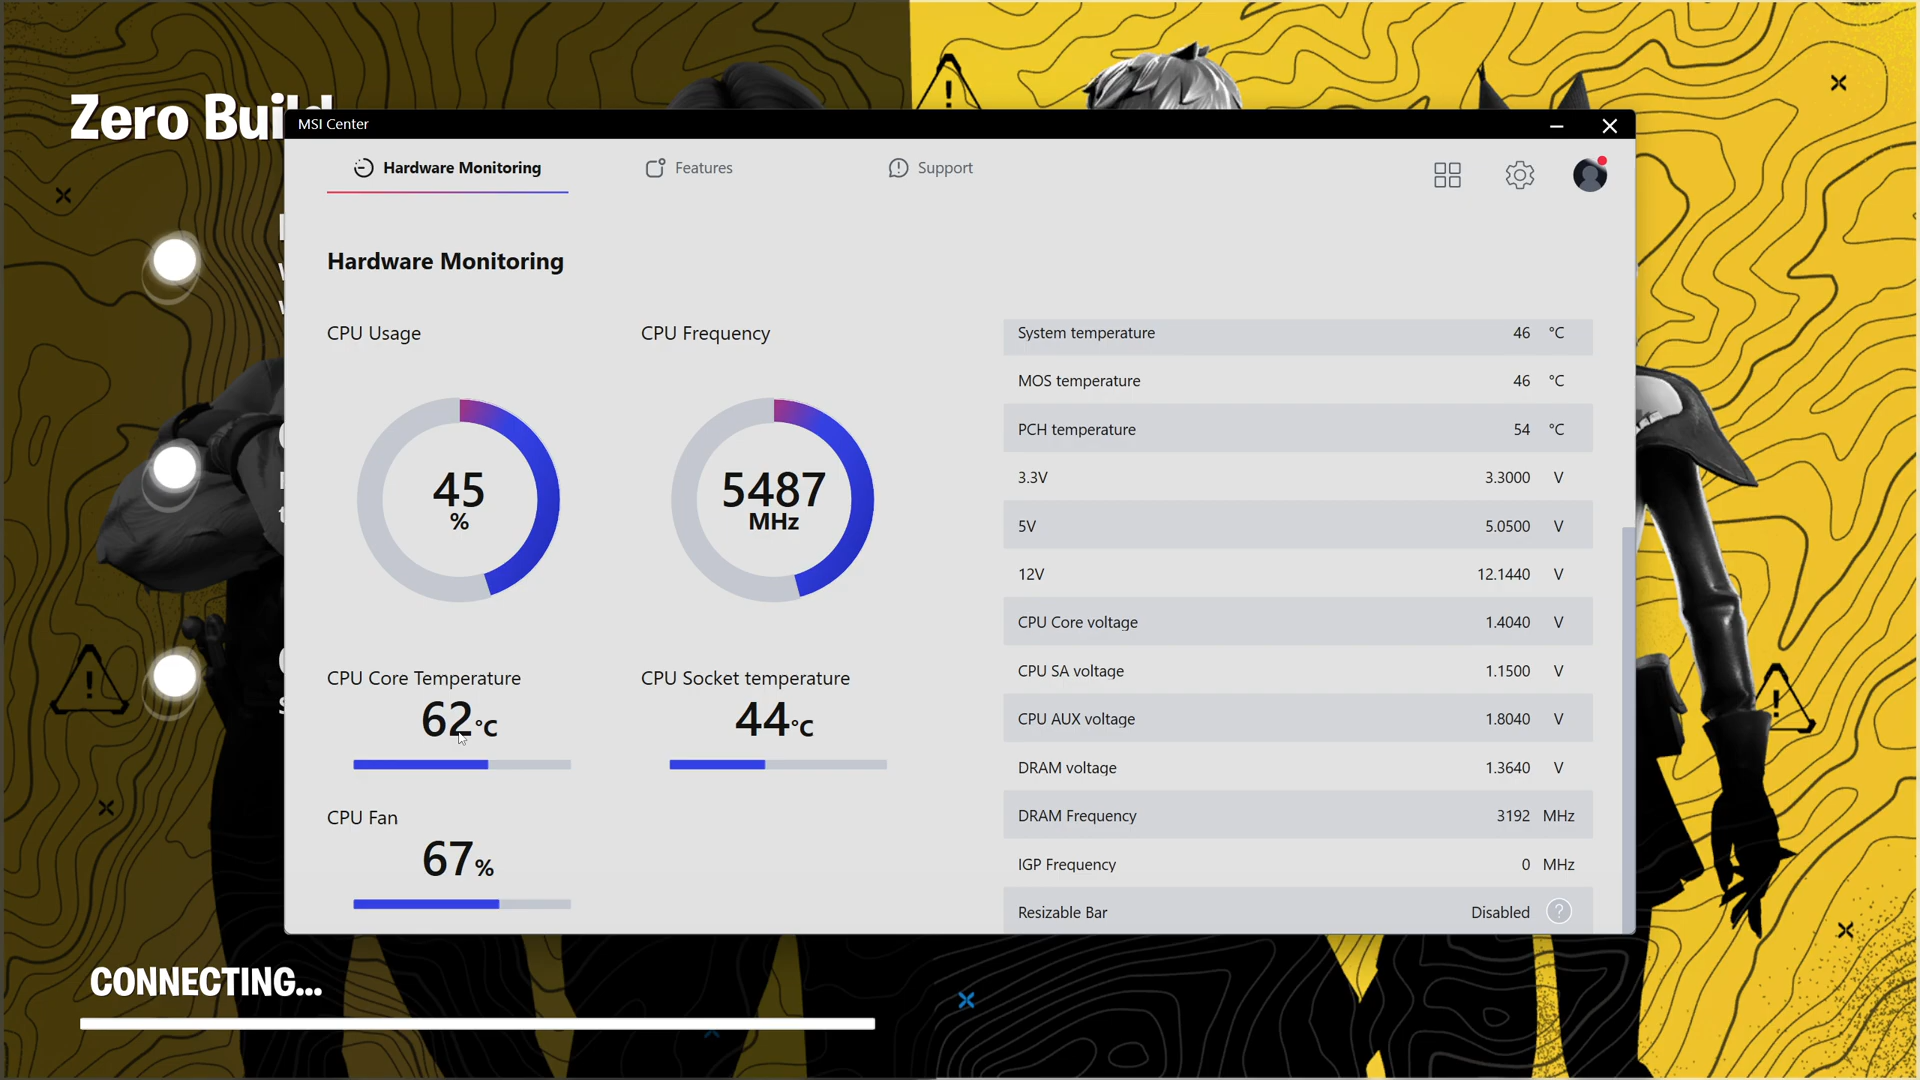 Zero Build
MSI Center
Hardware Monitoring
Features
Support
Hardware Monitoring
CPU Usage
45
%
CPU Frequency
5487
MHz
CPU Core Temperature
62°C
CPU Socket temperature
44°C
CPU Fan
67%
System temperature 46 °C
MOS temperature 46 °C
PCH temperature 54 °C
3.3V 3.3000 V
5V 5.0500 V
12V 12.1440 V
CPU Core voltage 1.4040 V
CPU SA voltage 1.1500 V
CPU AUX voltage 1.8040 V
DRAM voltage 1.3640 V
DRAM Frequency 3192 MHz
IGP Frequency 0 MHz
Resizable Bar Disabled ?
CONNECTING...